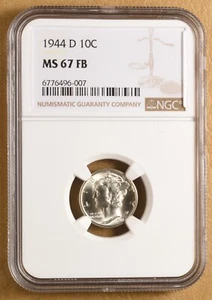 1944 D 10C
MS 67 FB
6776496-007
NUMISMATIC GUARANTY COMPANY
NGC